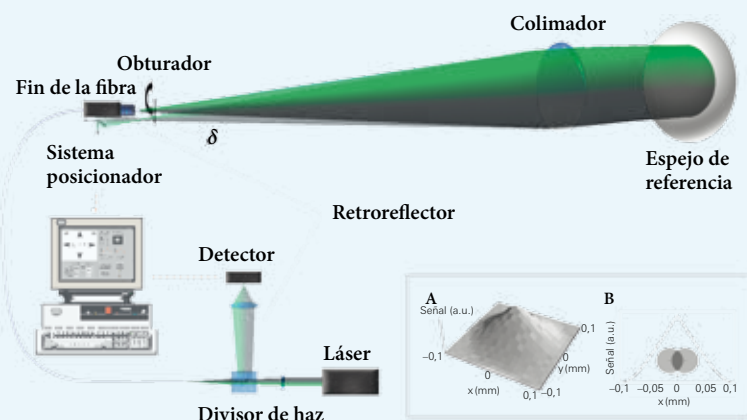 Colimador
Obturador
Fin de la fibra
δ
Sistema
posicionador
Espejo de
referencia
Retroreflector
Detector
Láser
Divisor de haz
A
Señal (a.u.)
0,1
0
y (mm)
-0,1
-0,1
0
x (mm)
0,1
B
Señal (a.u.)
-0,1
-0,05
0
0,05
0,1
x (mm)